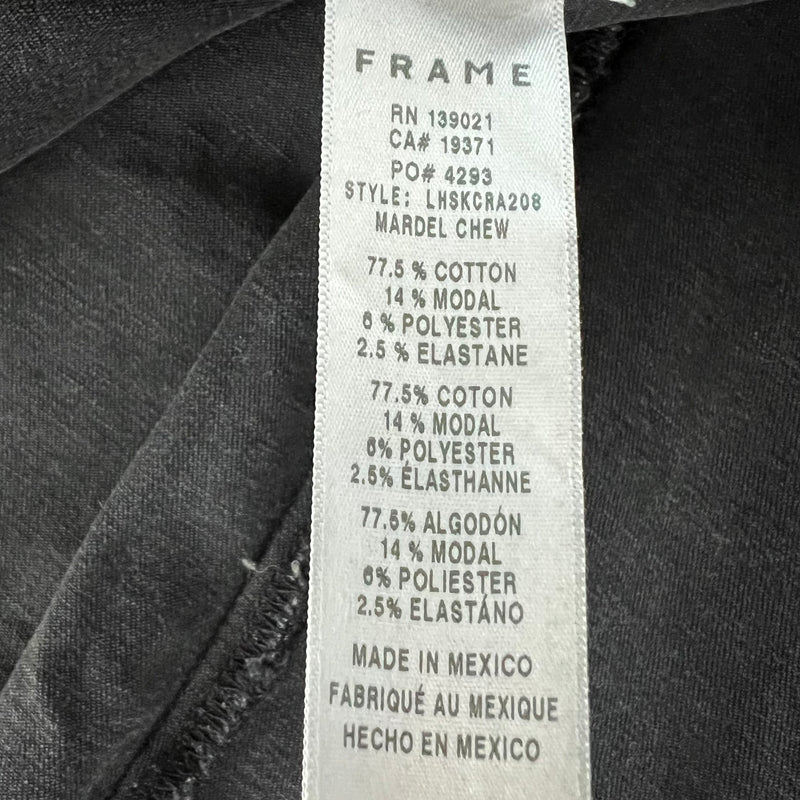 FRAME
RN 139021
CA# 19371
PO# 4293
STYLE: LHSKCRA208
MARDEL CHEW
77.5 % COTTON
14 % MODAL
6 % POLYESTER
2.5 % ELASTANE
77.5% COTON
14 % MODAL
6% POLYESTER
2.5% ÉLASTHANNE
77.5% ALGODÓN
14 % MODAL
6% POLIESTER
2.5% ELASTÁNO
MADE IN MEXICO
FABRIQUÉ AU MEXIQUE
HECHO EN MEXICO